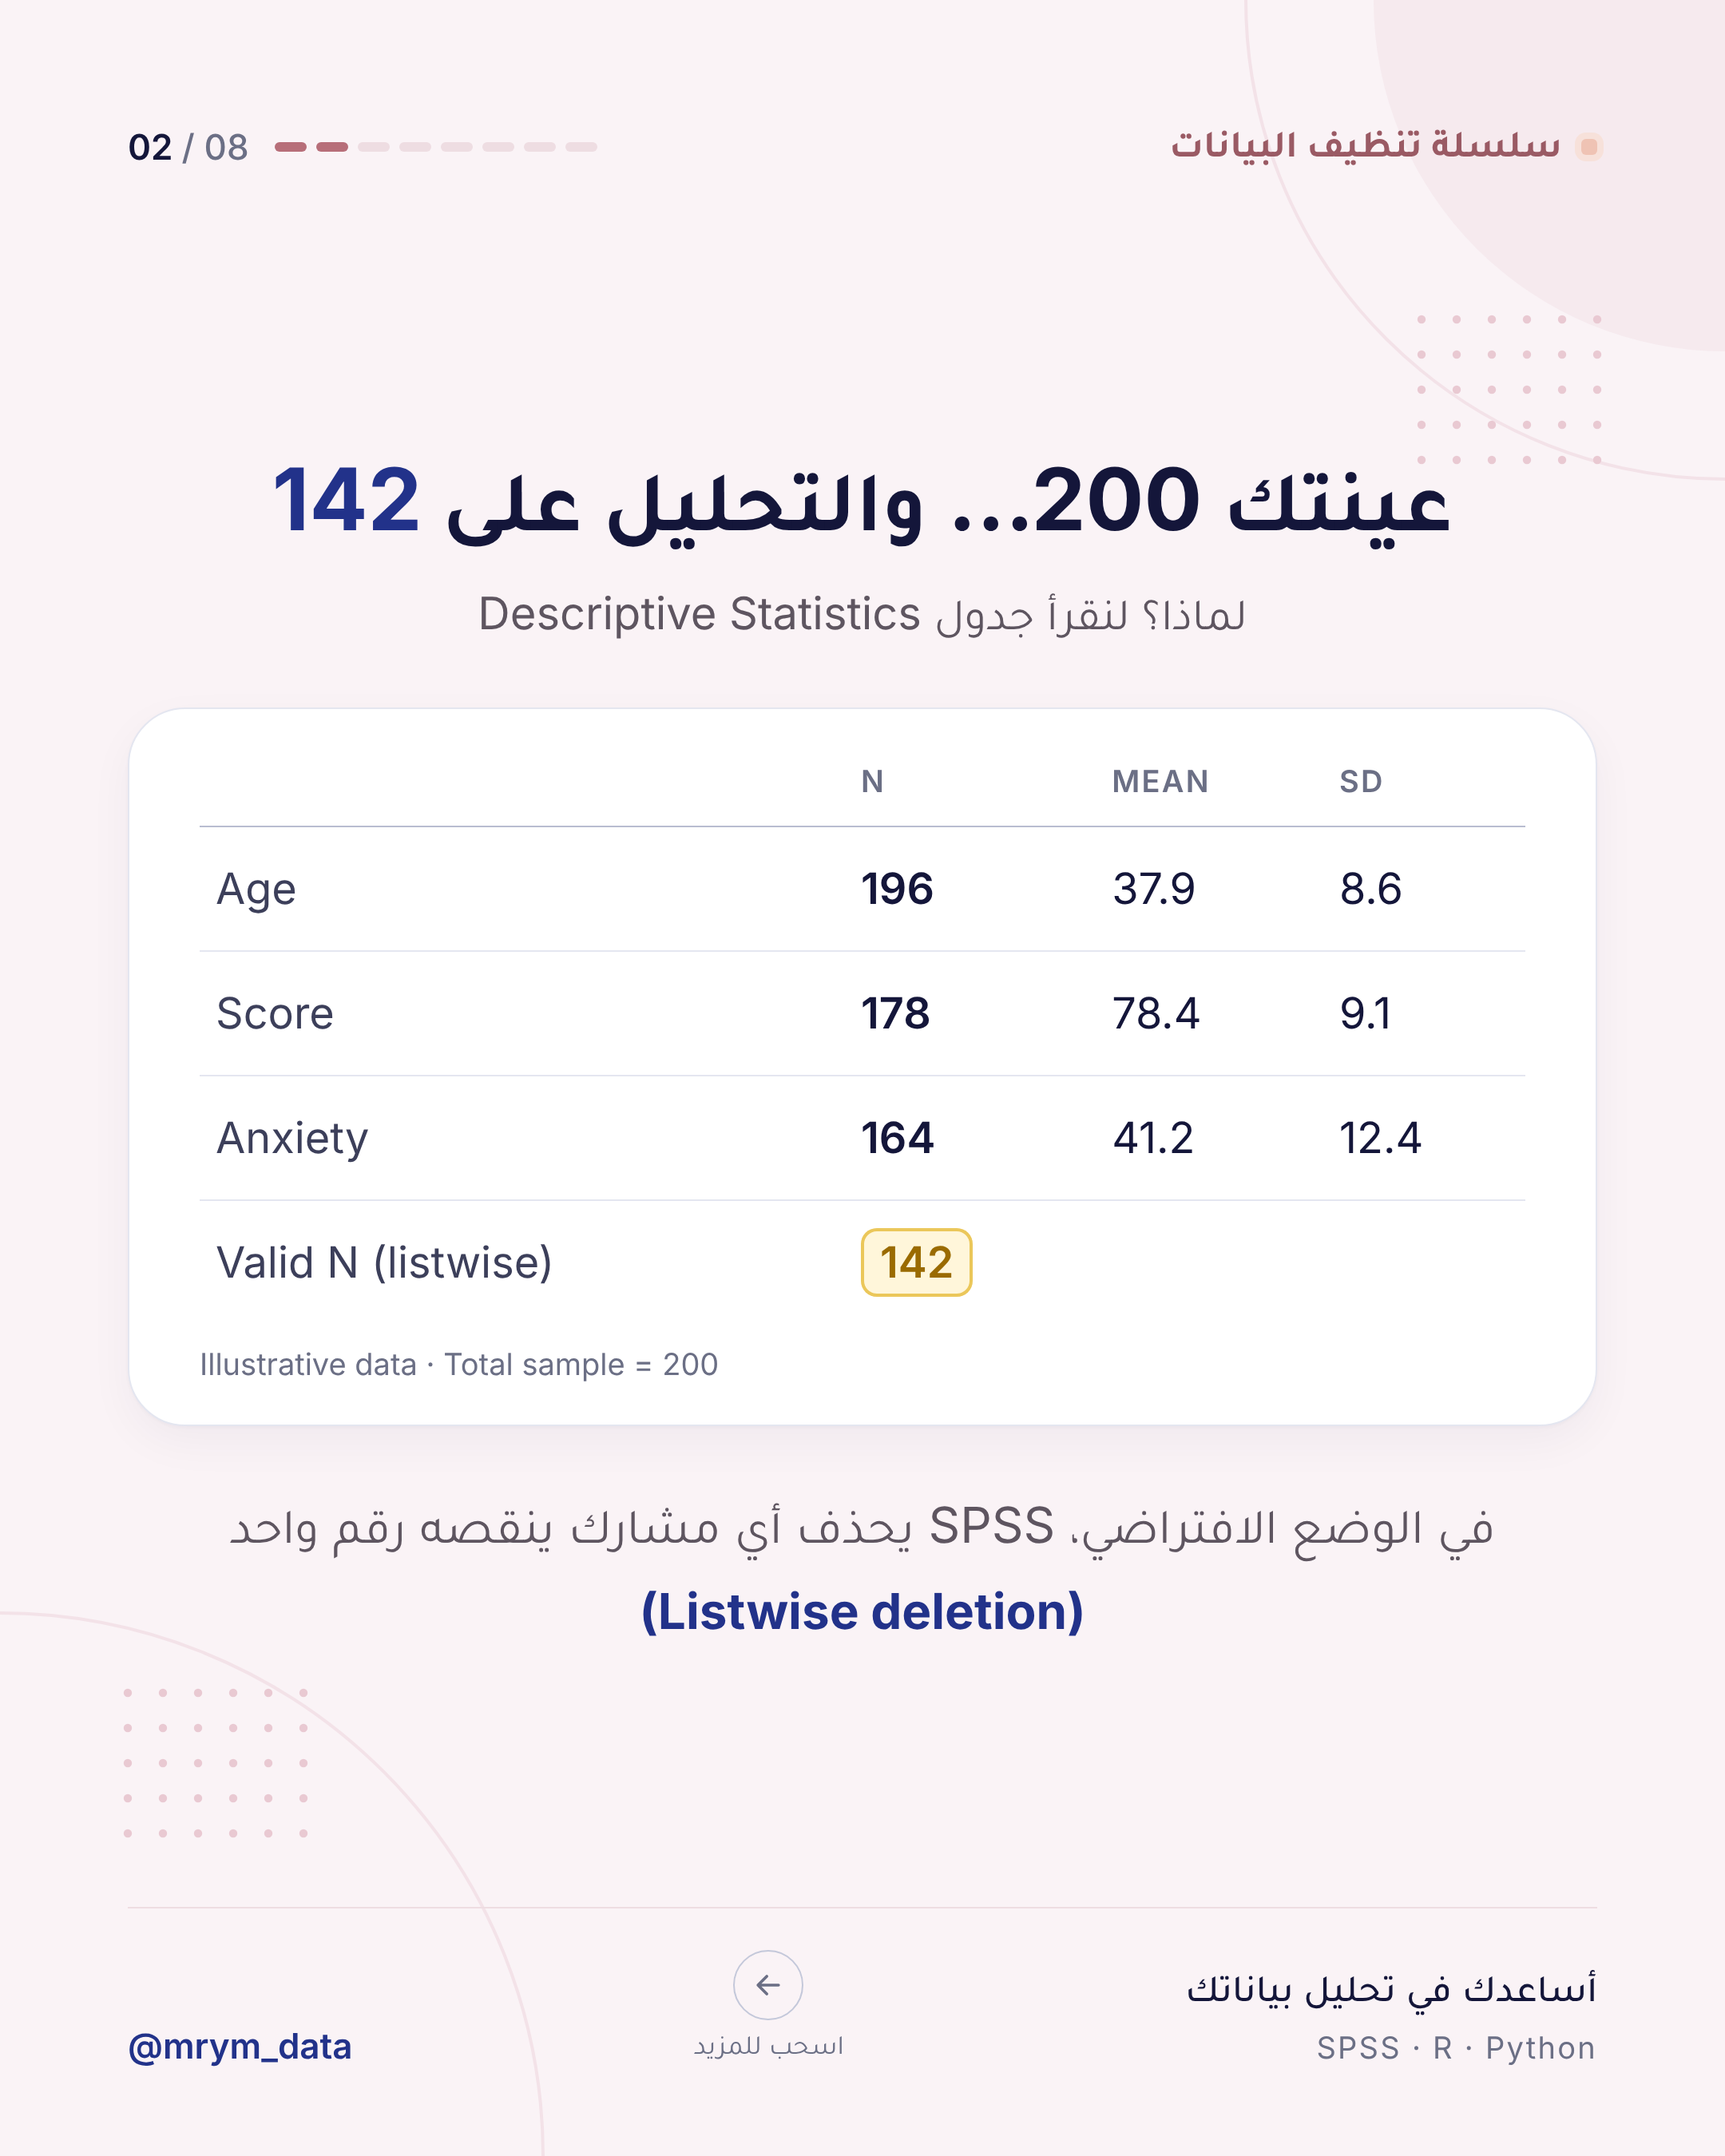 سلسلة تنظيف البيانات
02 / 08
عينتك 200... والتحليل على 142
لماذا؟ لنقرأ جدول Descriptive Statistics
N MEAN SD
Age 196 37.9 8.6
Score 178 78.4 9.1
Anxiety 164 41.2 12.4
Valid N (listwise) 142
Illustrative data · Total sample = 200
في الوضع الافتراضي، SPSS يحذف أي مشارك ينقصه رقم واحد
(Listwise deletion)
أساعدك في تحليل بياناتك
SPSS · R · Python
اسحب للمزيد
@mrym_data